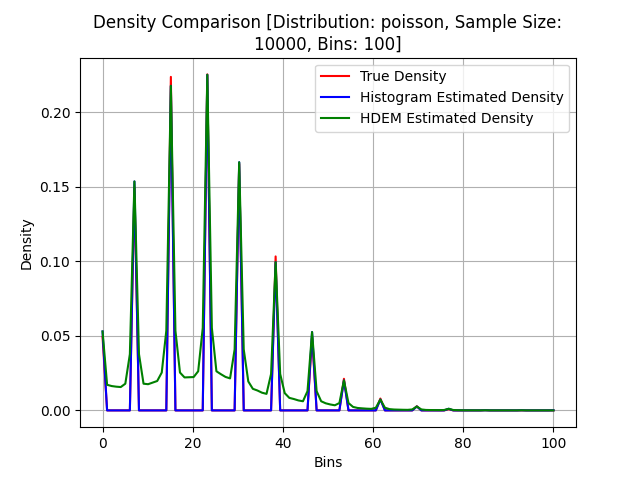 Density Comparison [Distribution: poisson, Sample Size:
10000, Bins: 100]
True Density
Histogram Estimated Density
HDEM Estimated Density
Density
0.20
0.15
0.10
0.05
0.00
0 20 40 60 80 100
Bins